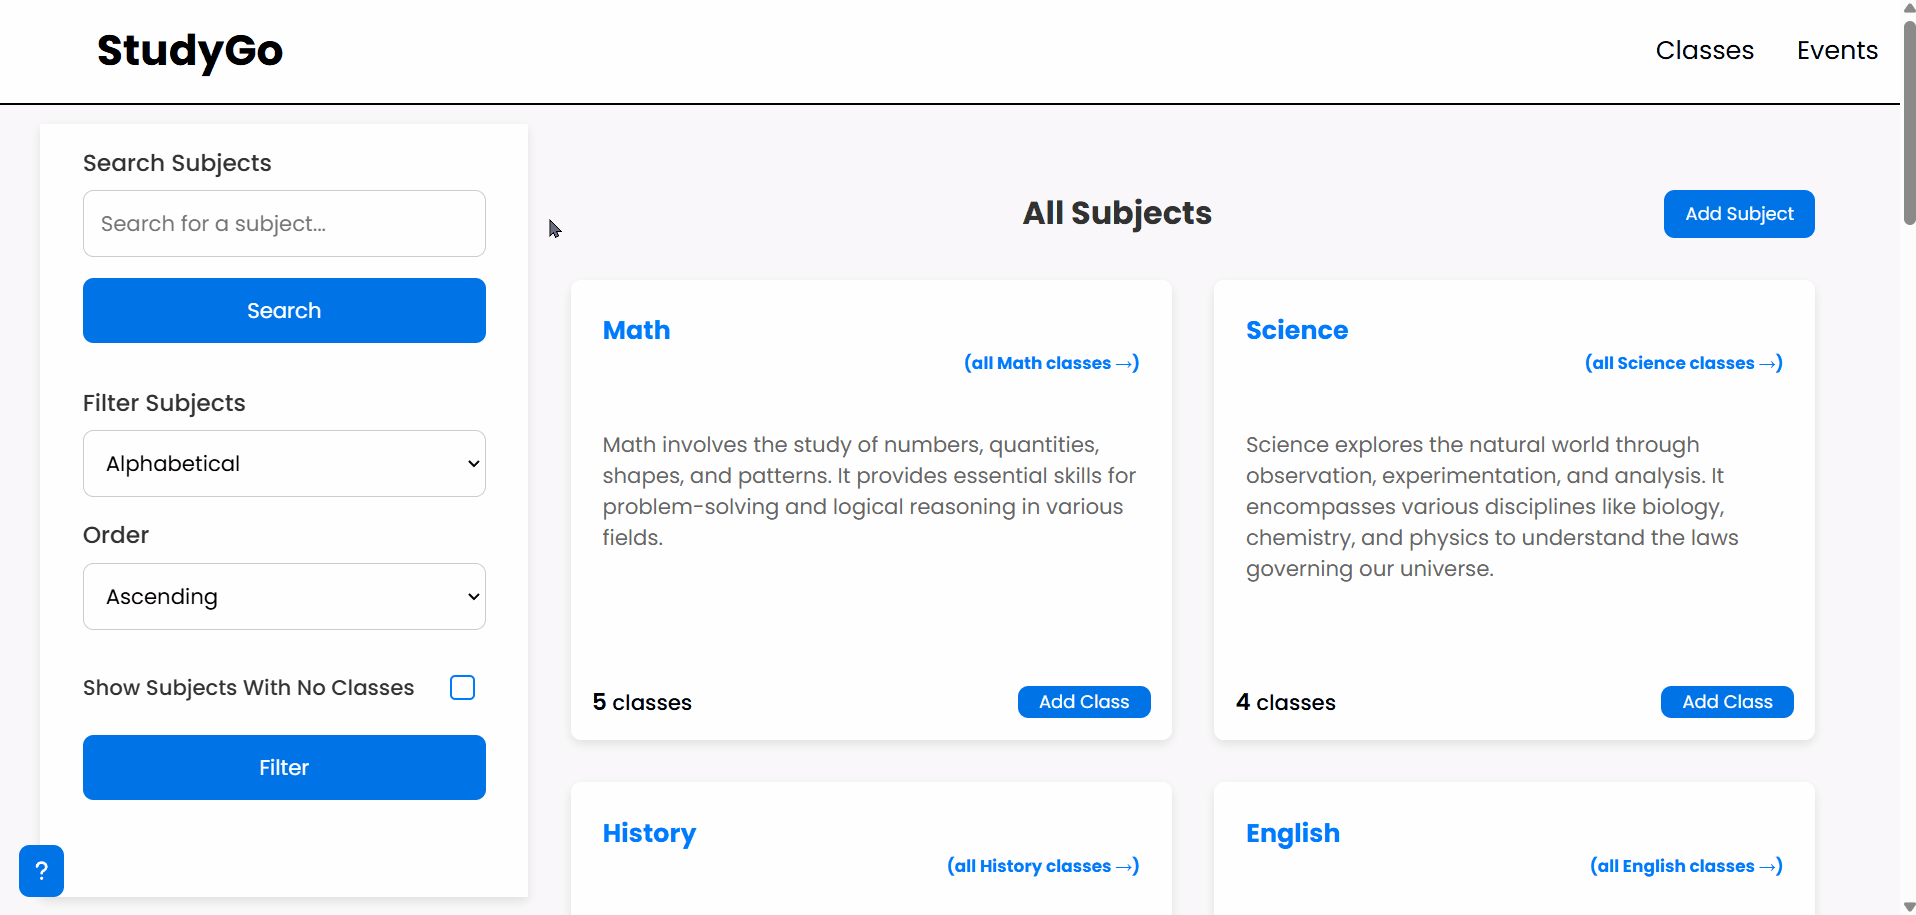 StudyGo
Classes
Events
Search Subjects
Search for a subject...
Search
Filter Subjects
Alphabetical
Order
Ascending
Show Subjects With No Classes
Filter
?
All Subjects
Add Subject
Math
(all Math classes →)
Math involves the study of numbers, quantities,
shapes, and patterns. It provides essential skills for
problem-solving and logical reasoning in various
fields.
5 classes
Add Class
Science
(all Science classes →)
Science explores the natural world through
observation, experimentation, and analysis. It
encompasses various disciplines like biology,
chemistry, and physics to understand the laws
governing our universe.
4 classes
Add Class
History
(all History classes →)
English
(all English classes →)